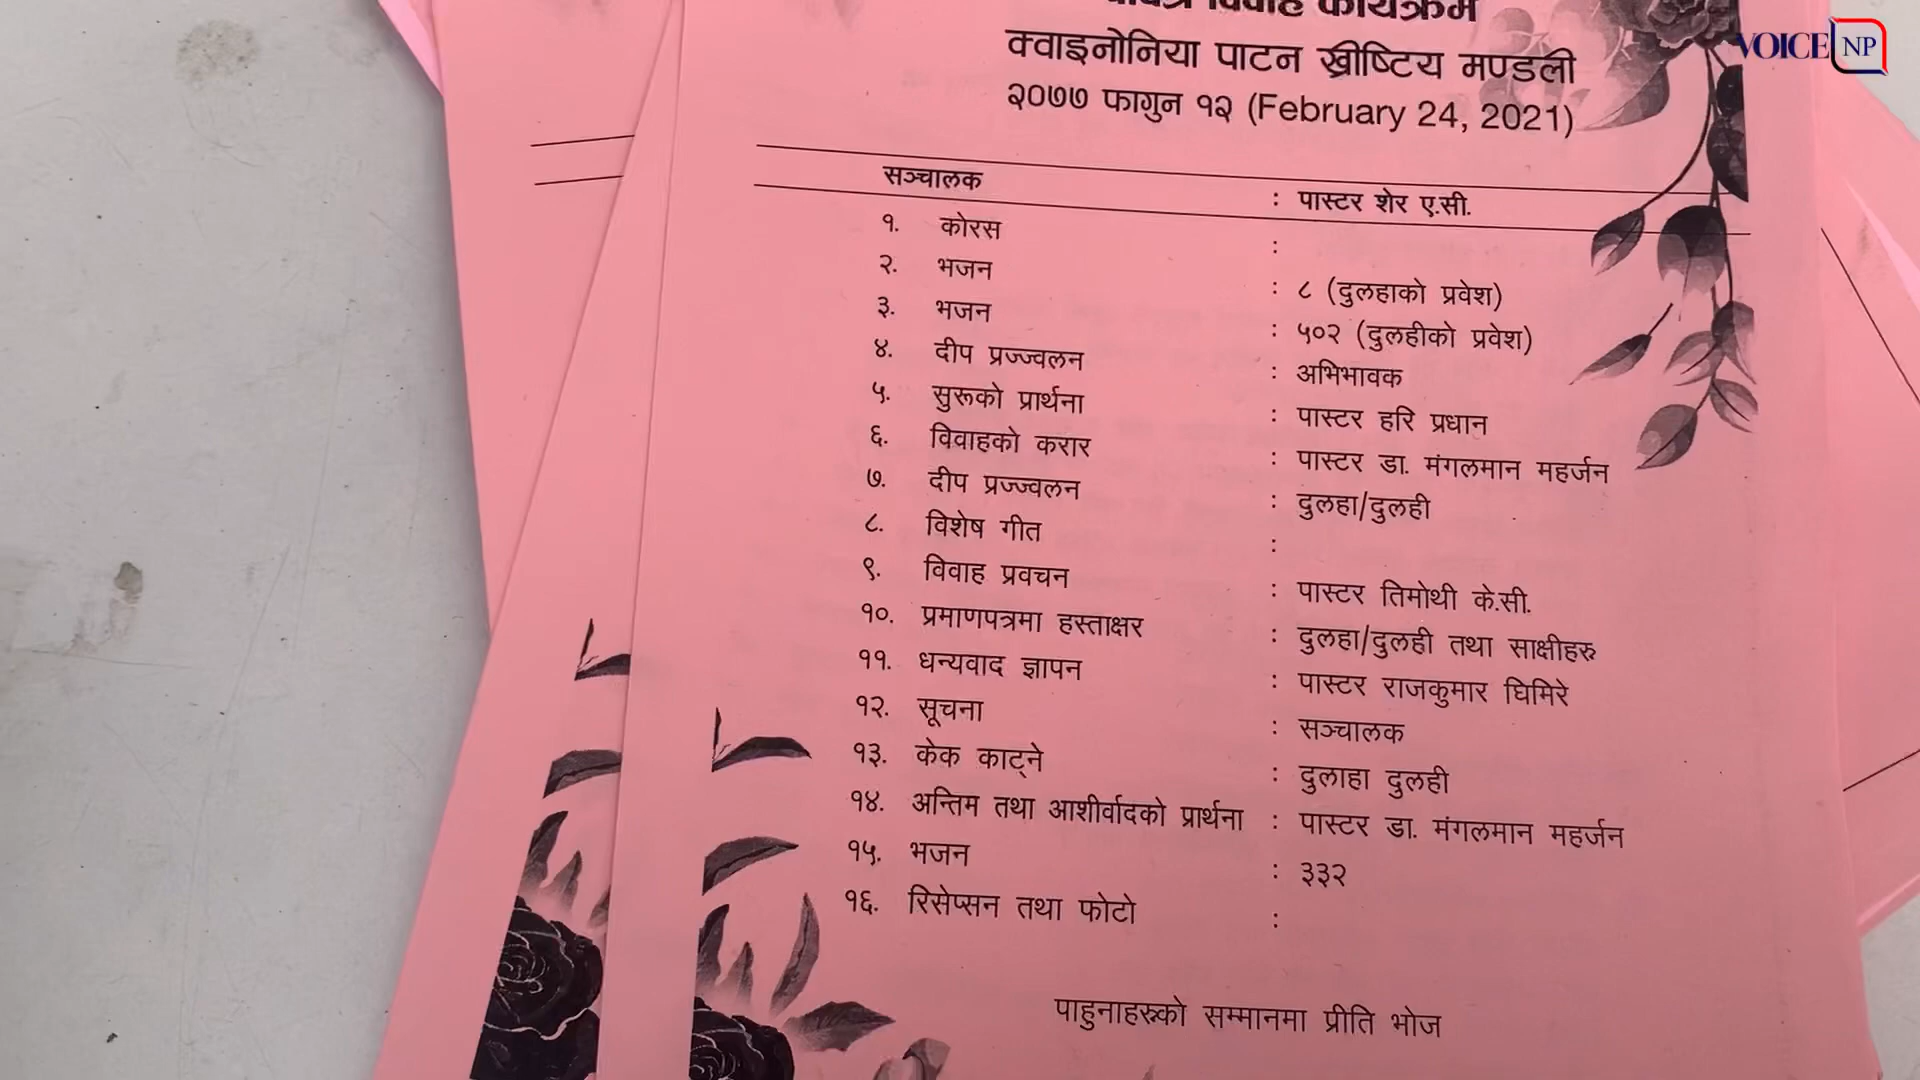 विवाह कार्यक्रम
VOICE NP
क्वाइनोनिया पाटन ख्रीष्टिय मण्डली
२०७७ फागुन १२ (February 24, 2021)
सञ्चालक : पास्टर शेर ए.सी.
१. कोरस :
२. भजन : ८ (दुलहाको प्रवेश)
३. भजन : ५०२ (दुलहीको प्रवेश)
४. दीप प्रज्ज्वलन : अभिभावक
५. सुरूको प्रार्थना : पास्टर हरि प्रधान
६. विवाहको करार : पास्टर डा. मंगलमान महर्जन
७. दीप प्रज्ज्वलन : दुलहा/दुलही
८. विशेष गीत :
९. विवाह प्रवचन : पास्टर तिमोथी के.सी.
१०. प्रमाणपत्रमा हस्ताक्षर : दुलहा/दुलही तथा साक्षीहरु
११. धन्यवाद ज्ञापन : पास्टर राजकुमार घिमिरे
१२. सूचना : सञ्चालक
१३. केक काट्ने : दुलाहा दुलही
१४. अन्तिम तथा आशीर्वादको प्रार्थना : पास्टर डा. मंगलमान महर्जन
१५. भजन : ३३२
१६. रिसेप्सन तथा फोटो :
पाहुनाहरुको सम्मानमा प्रीति भोज